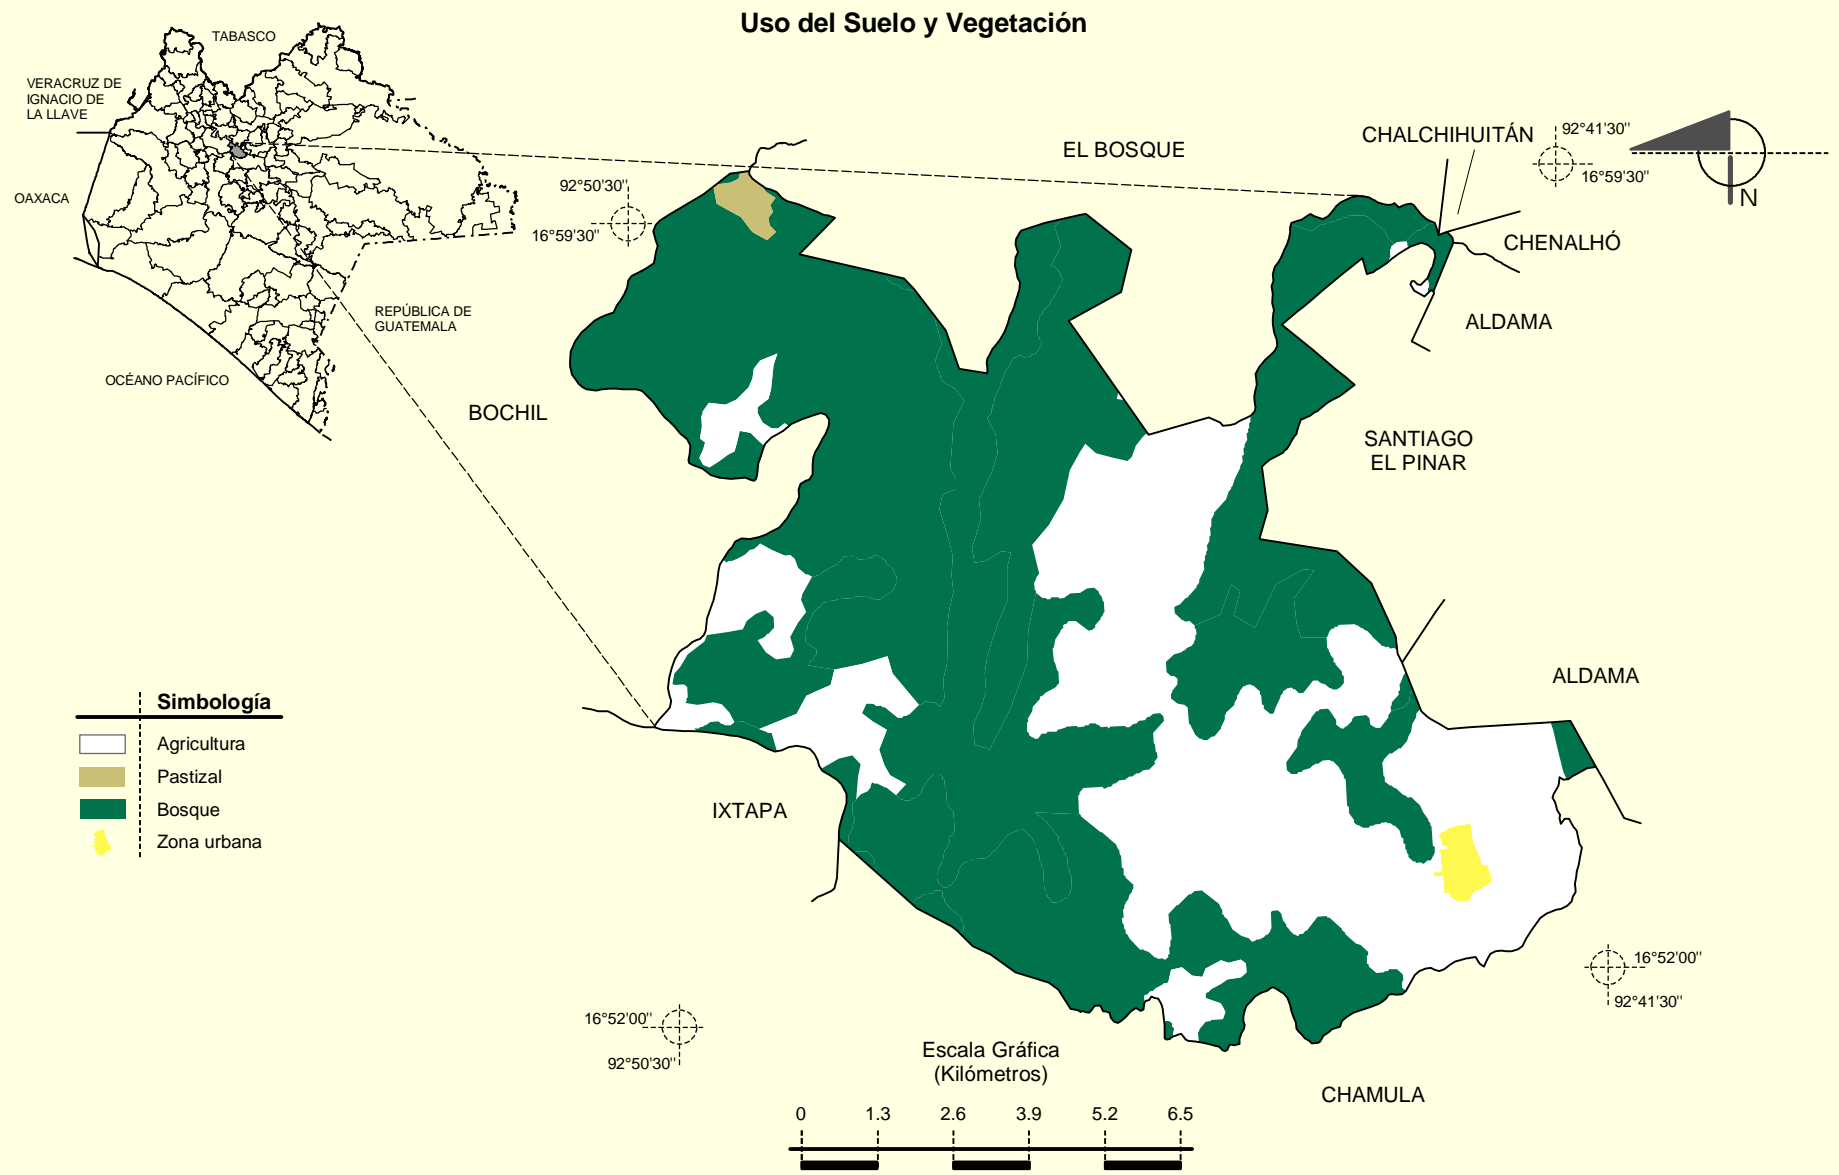 Uso del Suelo y Vegetación
TABASCO
VERACRUZ DE
IGNACIO DE
LA LLAVE
OAXACA
REPÚBLICA DE
GUATEMALA
OCÉANO PACÍFICO
92°50'30"
16°59'30"
EL BOSQUE
CHALCHIHUITÁN
92°41'30"
16°59'30"
N
CHENALHÓ
ALDAMA
BOCHIL
SANTIAGO
EL PINAR
ALDAMA
Simbología
Agricultura
Pastizal
Bosque
Zona urbana
IXTAPA
16°52'00"
92°41'30"
16°52'00"
92°50'30"
Escala Gráfica
(Kilómetros)
CHAMULA
0 1.3 2.6 3.9 5.2 6.5